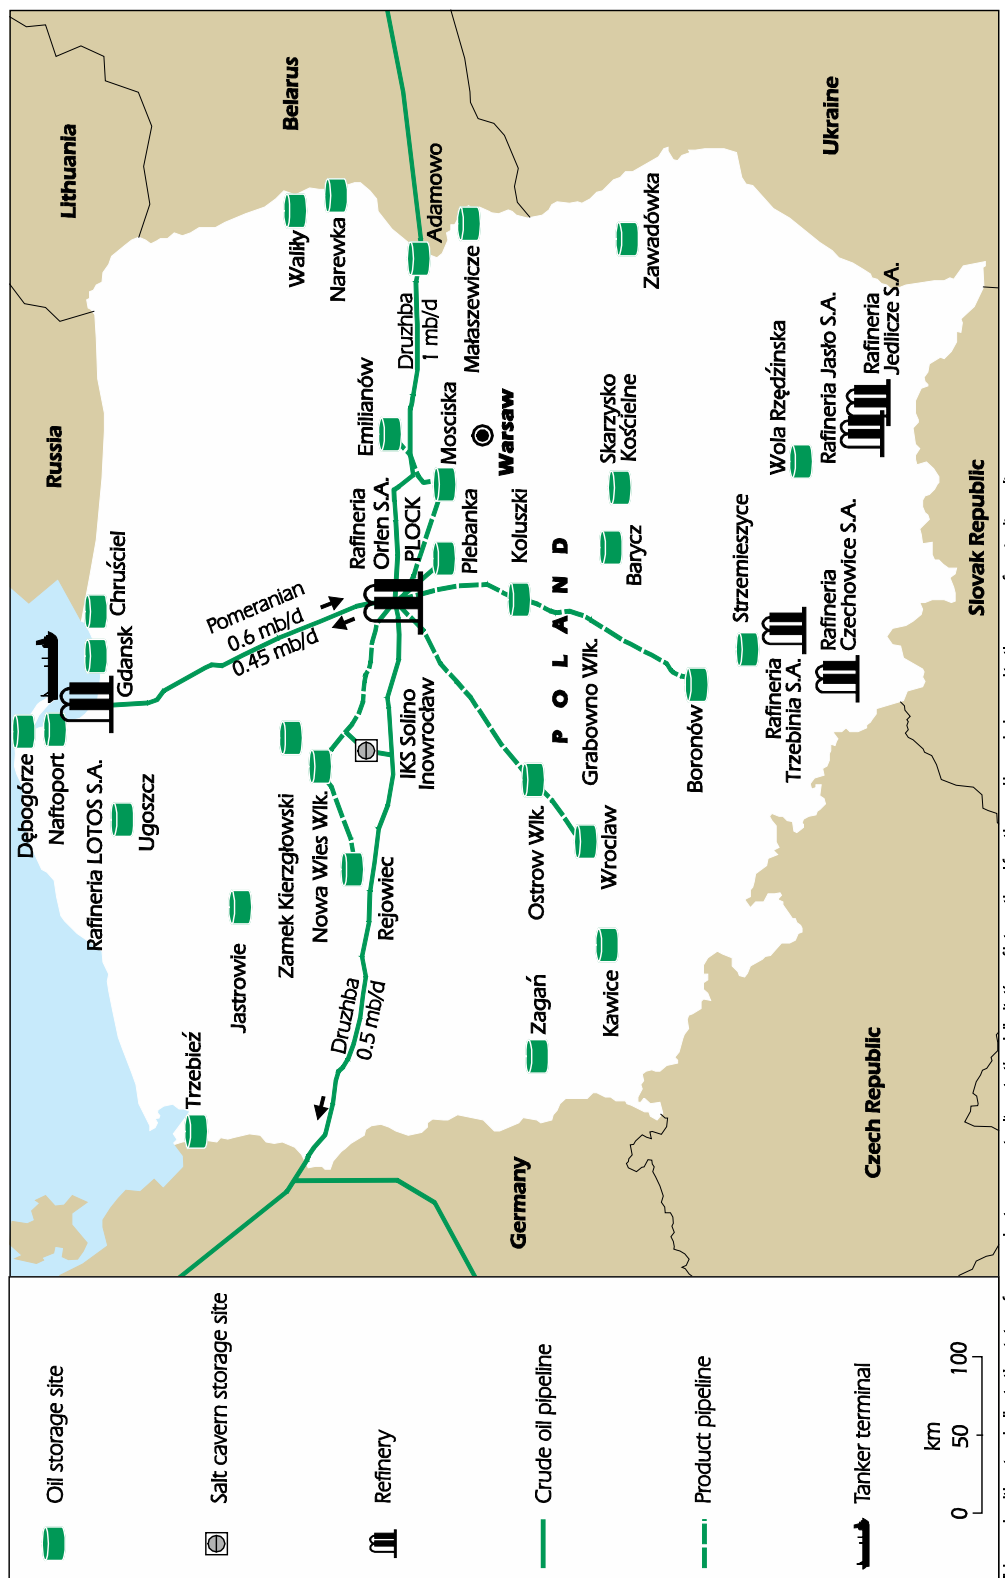 Oil storage site
Salt cavern storage site
Refinery
Crude oil pipeline
Product pipeline
Tanker terminal
km
0 50 100
Dębogórze
Naftoport
Rafineria LOTOS S.A.
Gdansk
Chruściel
Ugoszcz
Russia
Lithuania
Belarus
Trzebież
Jastrowie
Zamek Kierzgłowski
Nowa Wies Wlk.
Rejowiec
Pomeranian
0.6 mb/d
0.45 mb/d
Waliły
Narewka
Druzhba
0.5 mb/d
IKS Solino
Inowrocław
Rafineria
Orlen S.A.
PLOCK
Emilianów
Druzhba
1 mb/d
Adamowo
Mosciska
Plebanka
Małaszewicze
Warsaw
Koluszki
Germany
Zagań
Ostrow Wlk.
POLAND
Grabowno Wlk.
Kawice
Wroclaw
Barycz
Skarzysko
Kościelne
Zawadówka
Boronów
Strzemieszyce
Rafineria
Trzebinia S.A.
Wola Rzędźinska
Rafineria
Czechowice S.A.
Rafineria Jasło S.A.
Rafineria
Jedlicze S.A.
Ukraine
Czech Republic
Slovak Republic